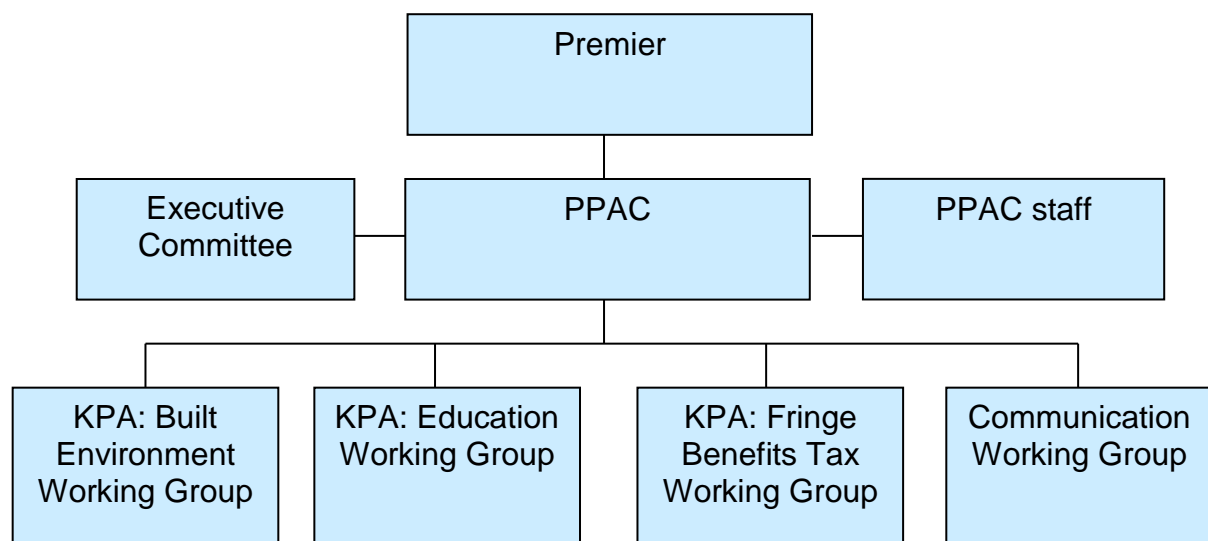 Premier
Executive
Committee
PPAC
PPAC staff
KPA: Built
Environment
Working Group
KPA: Education
Working Group
KPA: Fringe
Benefits Tax
Working Group
Communication
Working Group